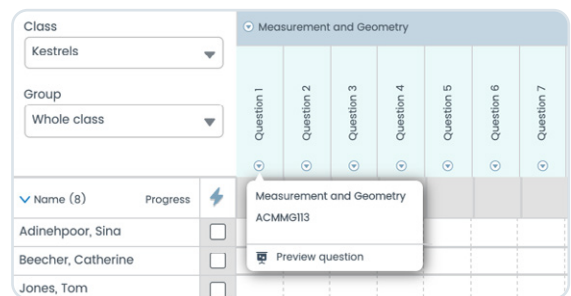 Class
Kestrels
Group
Whole class
Measurement and Geometry
Question 1
Question 2
Question 3
Question 4
Question 5
Question 6
Question 7
Name (8) Progress
Measurement and Geometry
ACMMG113
Preview question
Adinehpoor, Sina
Beecher, Catherine
Jones, Tom